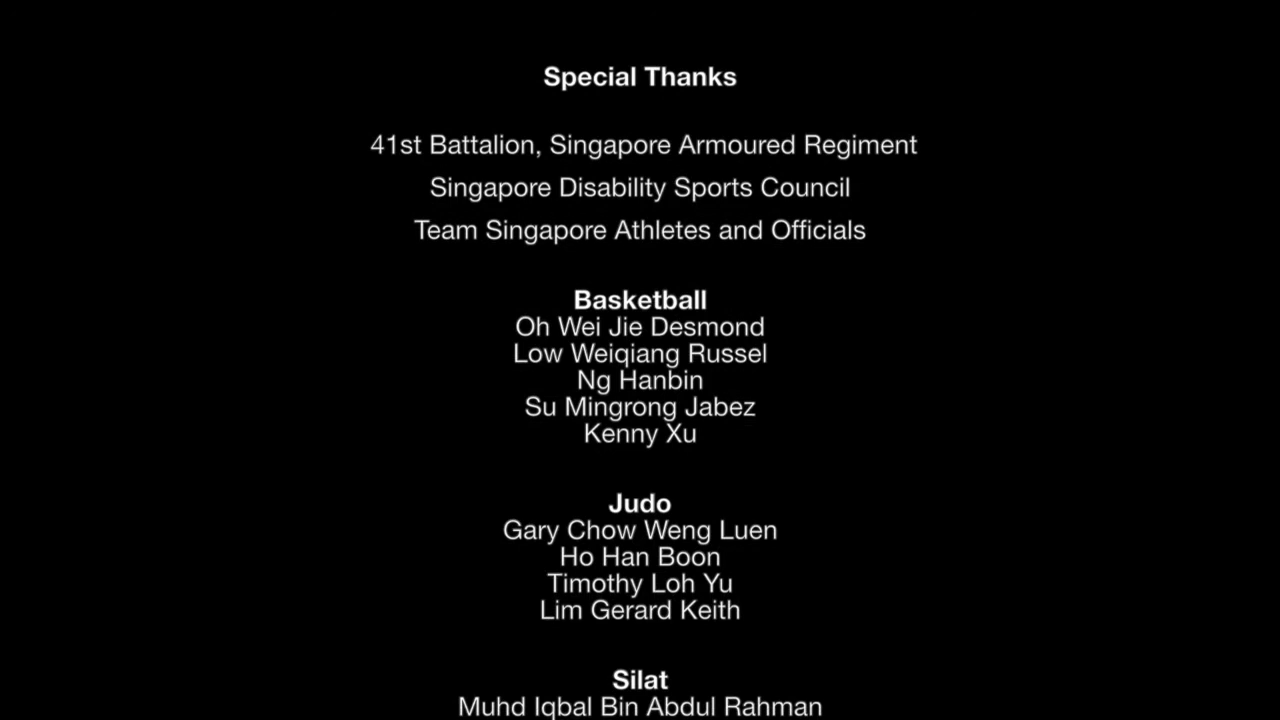 Special Thanks
41st Battalion, Singapore Armoured Regiment
Singapore Disability Sports Council
Team Singapore Athletes and Officials
Basketball
Oh Wei Jie Desmond
Low Weiqiang Russel
Ng Hanbin
Su Mingrong Jabez
Kenny Xu
Judo
Gary Chow Weng Luen
Ho Han Boon
Timothy Loh Yu
Lim Gerard Keith
Silat
Muhd Iqbal Bin Abdul Rahman